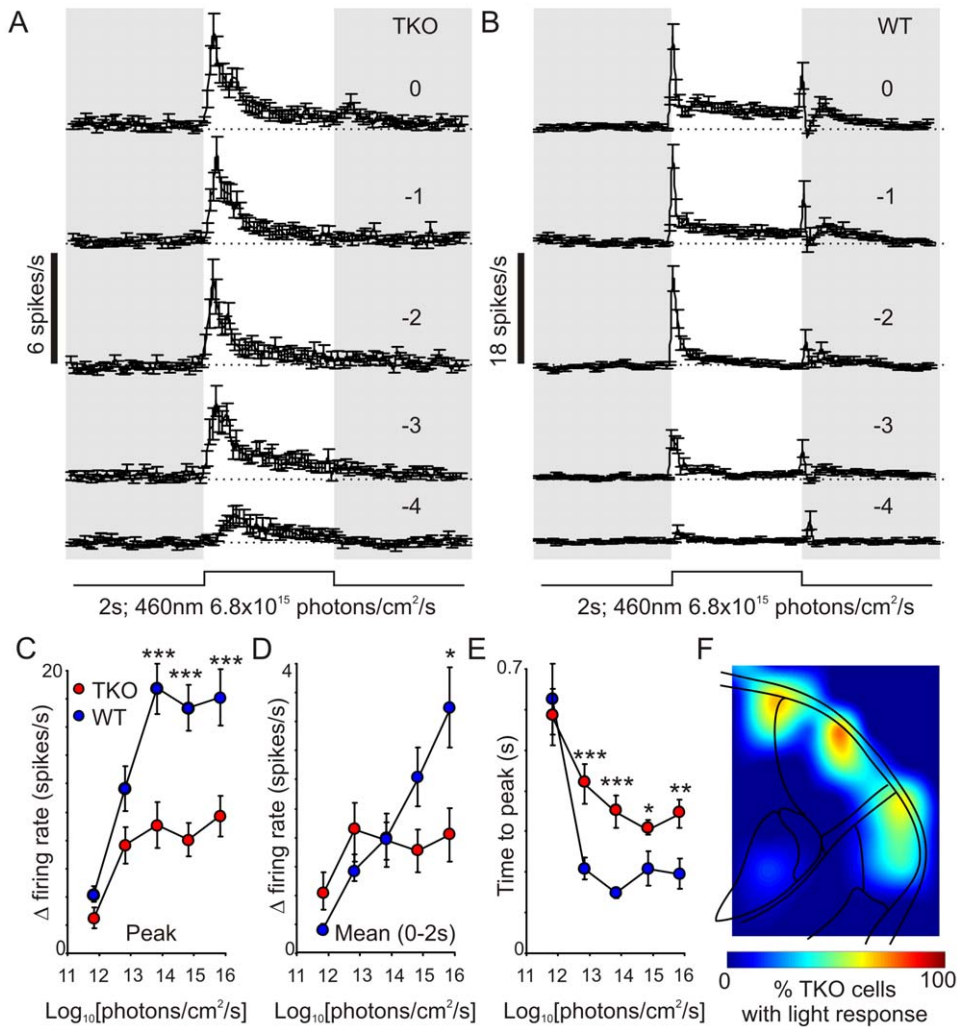 A
TKO
0
-1
-2
-3
-4
6 spikes/s
2s; 460nm 6.8x10¹⁵ photons/cm²/s
B
WT
0
-1
-2
-3
-4
18 spikes/s
2s; 460nm 6.8x10¹⁵ photons/cm²/s
C
20
0
Δ firing rate (spikes/s)
TKO
WT
***
***
***
Peak
11 12 13 14 15 16
Log₁₀[photons/cm²/s]
D
4
0
Δ firing rate (spikes/s)
*
Mean (0-2s)
11 12 13 14 15 16
Log₁₀[photons/cm²/s]
E
0.7
0
Time to peak (s)
***
***
*
**
11 12 13 14 15 16
Log₁₀[photons/cm²/s]
F
0 100
% TKO cells
with light response